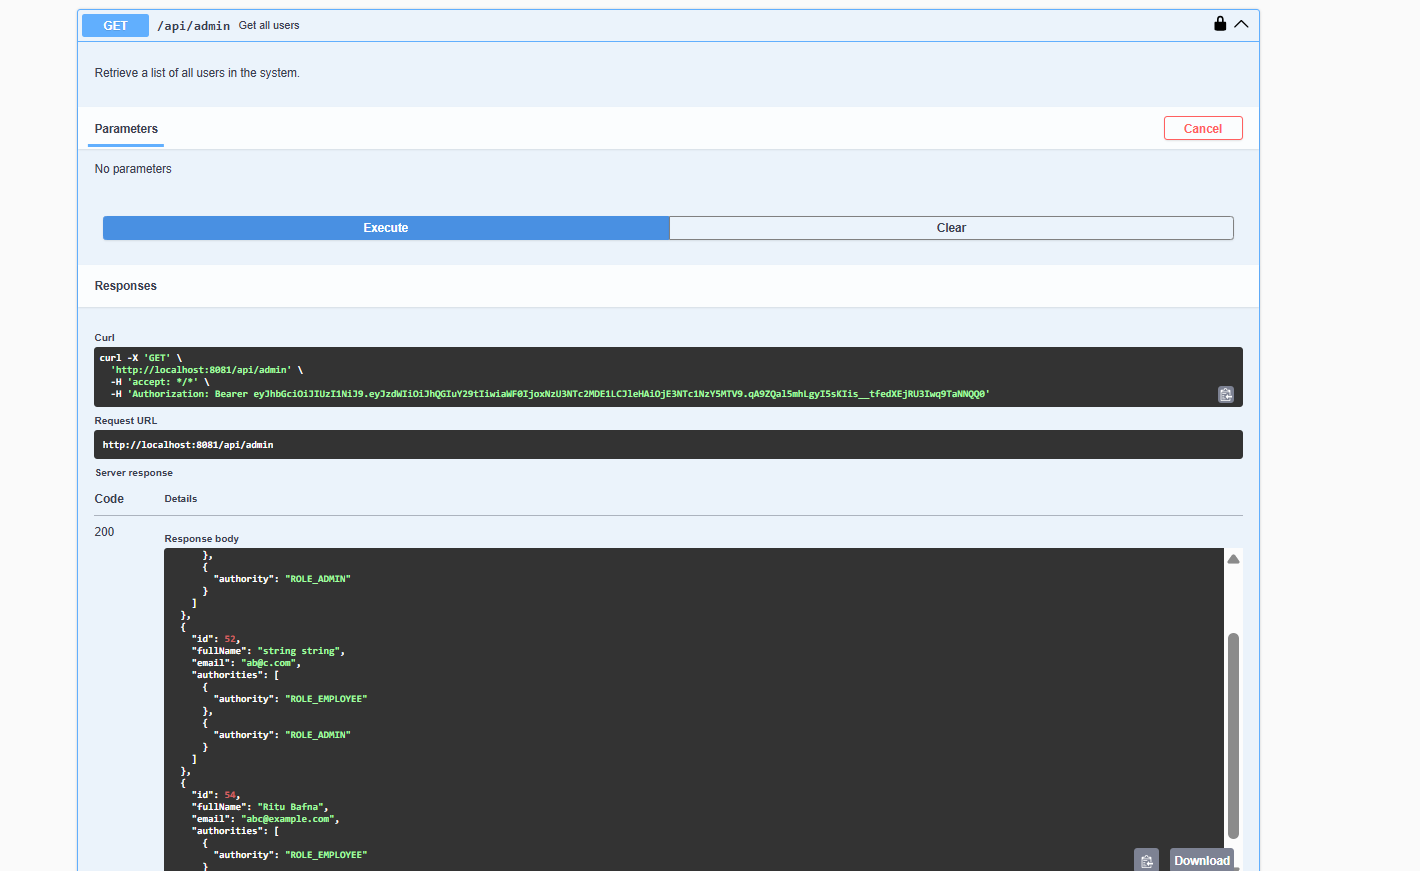 GET /api/admin Get all users
Retrieve a list of all users in the system.
Parameters
Cancel
No parameters
Execute
Clear
Responses
Curl
curl -X 'GET' \
'http://localhost:8081/api/admin' \
-H 'accept: */*' \
-H 'Authorization: Bearer eyJhbGciOiJIUzI1NiJ9.eyJzdWIiOiJhQGIuY29tIiwiaWF0IjoxNzU3NTc2MDE1LCJleHAiOjE3NTc1NzY5MTV9.qA9ZQal5mhLgyI5sKIis__tfedXEjRU3Iwq9TaNNQQ0'
Request URL
http://localhost:8081/api/admin
Server response
Code Details
200
Response body
},
{
"authority": "ROLE_ADMIN"
}
]
},
{
"id": 52,
"fullName": "string string",
"email": "ab@c.com",
"authorities": [
{
"authority": "ROLE_EMPLOYEE"
},
{
"authority": "ROLE_ADMIN"
}
]
},
{
"id": 54,
"fullName": "Ritu Bafna",
"email": "abc@example.com",
"authorities": [
{
"authority": "ROLE_EMPLOYEE"
}
Download